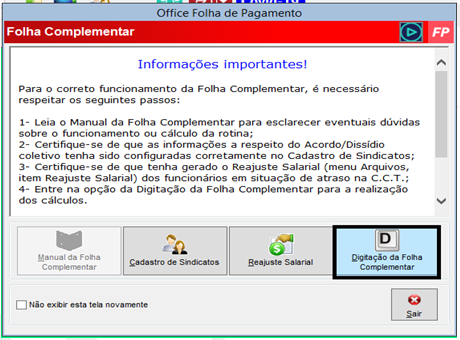 Office Folha de Pagamento
Folha Complementar
FP
Informações importantes!
Para o correto funcionamento da Folha Complementar, é necessário
respeitar os seguintes passos:
1- Leia o Manual da Folha Complementar para esclarecer eventuais dúvidas
sobre o funcionamento ou cálculo da rotina;
2- Certifique-se de que as informações a respeito do Acordo/Dissídio
coletivo tenha sido configuradas corretamente no Cadastro de Sindicatos;
3- Certifique-se de que tenha gerado o Reajuste Salarial (menu Arquivos,
item Reajuste Salarial) dos funcionários em situação de atraso na C.C.T.;
4- Entre na opção da Digitação da Folha Complementar para a realização
dos cálculos.
Manual da Folha
Complementar
Cadastro de Sindicatos
Reajuste Salarial
D
Digitação da Folha
Complementar
Não exibir esta tela novamente
Sair